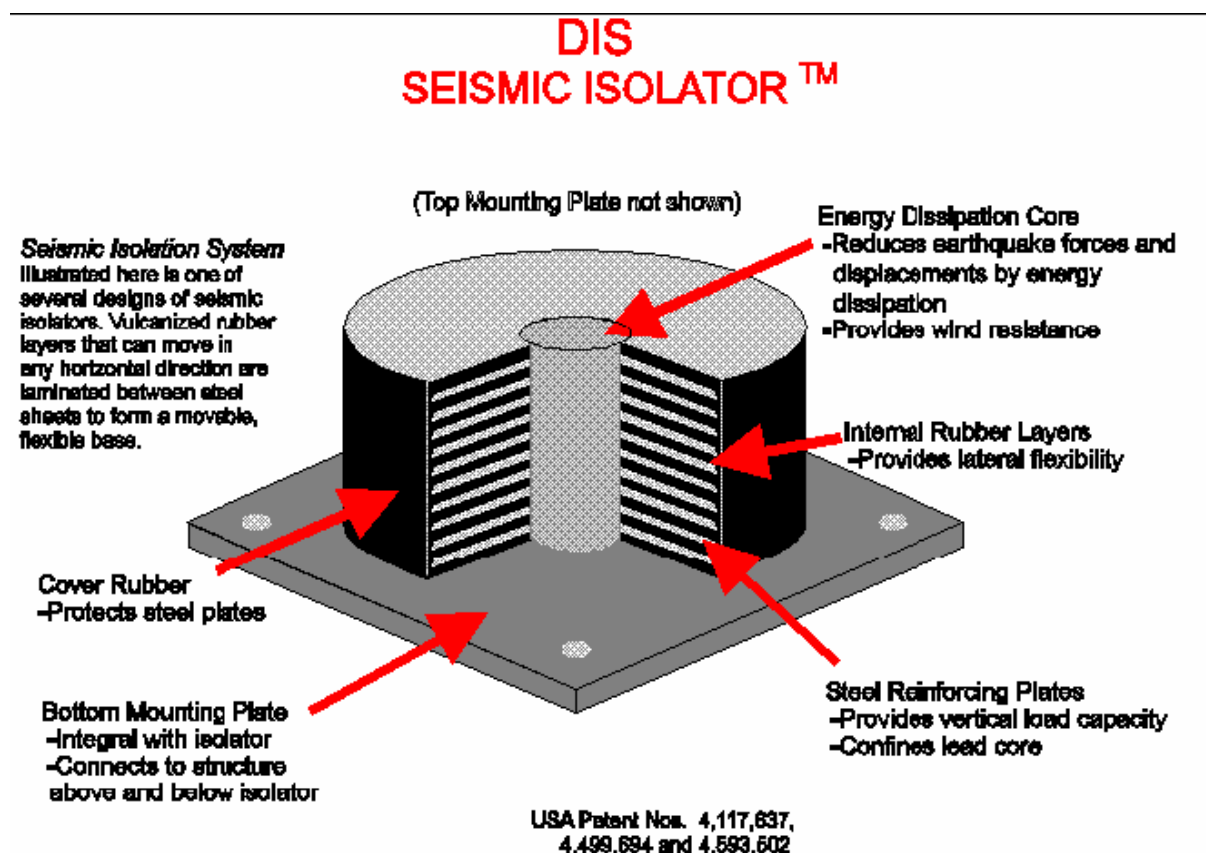 DIS
SEISMIC ISOLATOR TM
(Top Mounting Plate not shown)
Seismic Isolation System
Illustrated here is one of
several designs of seismic
isolators. Vulcanized rubber
layers that can move in
any horizontal direction are
laminated between steel
sheets to form a movable,
flexible base.
Energy Dissipation Core
-Reduces earthquake forces and
displacements by energy
dissipation
-Provides wind resistance
Internal Rubber Layers
-Provides lateral flexibility
Cover Rubber
-Protects steel plates
Bottom Mounting Plate
-Integral with isolator
-Connects to structure
above and below isolator
Steel Reinforcing Plates
-Provides vertical load capacity
-Confines lead core
USA Patent Nos. 4,117,637,
4,499,694 and 4,593,502